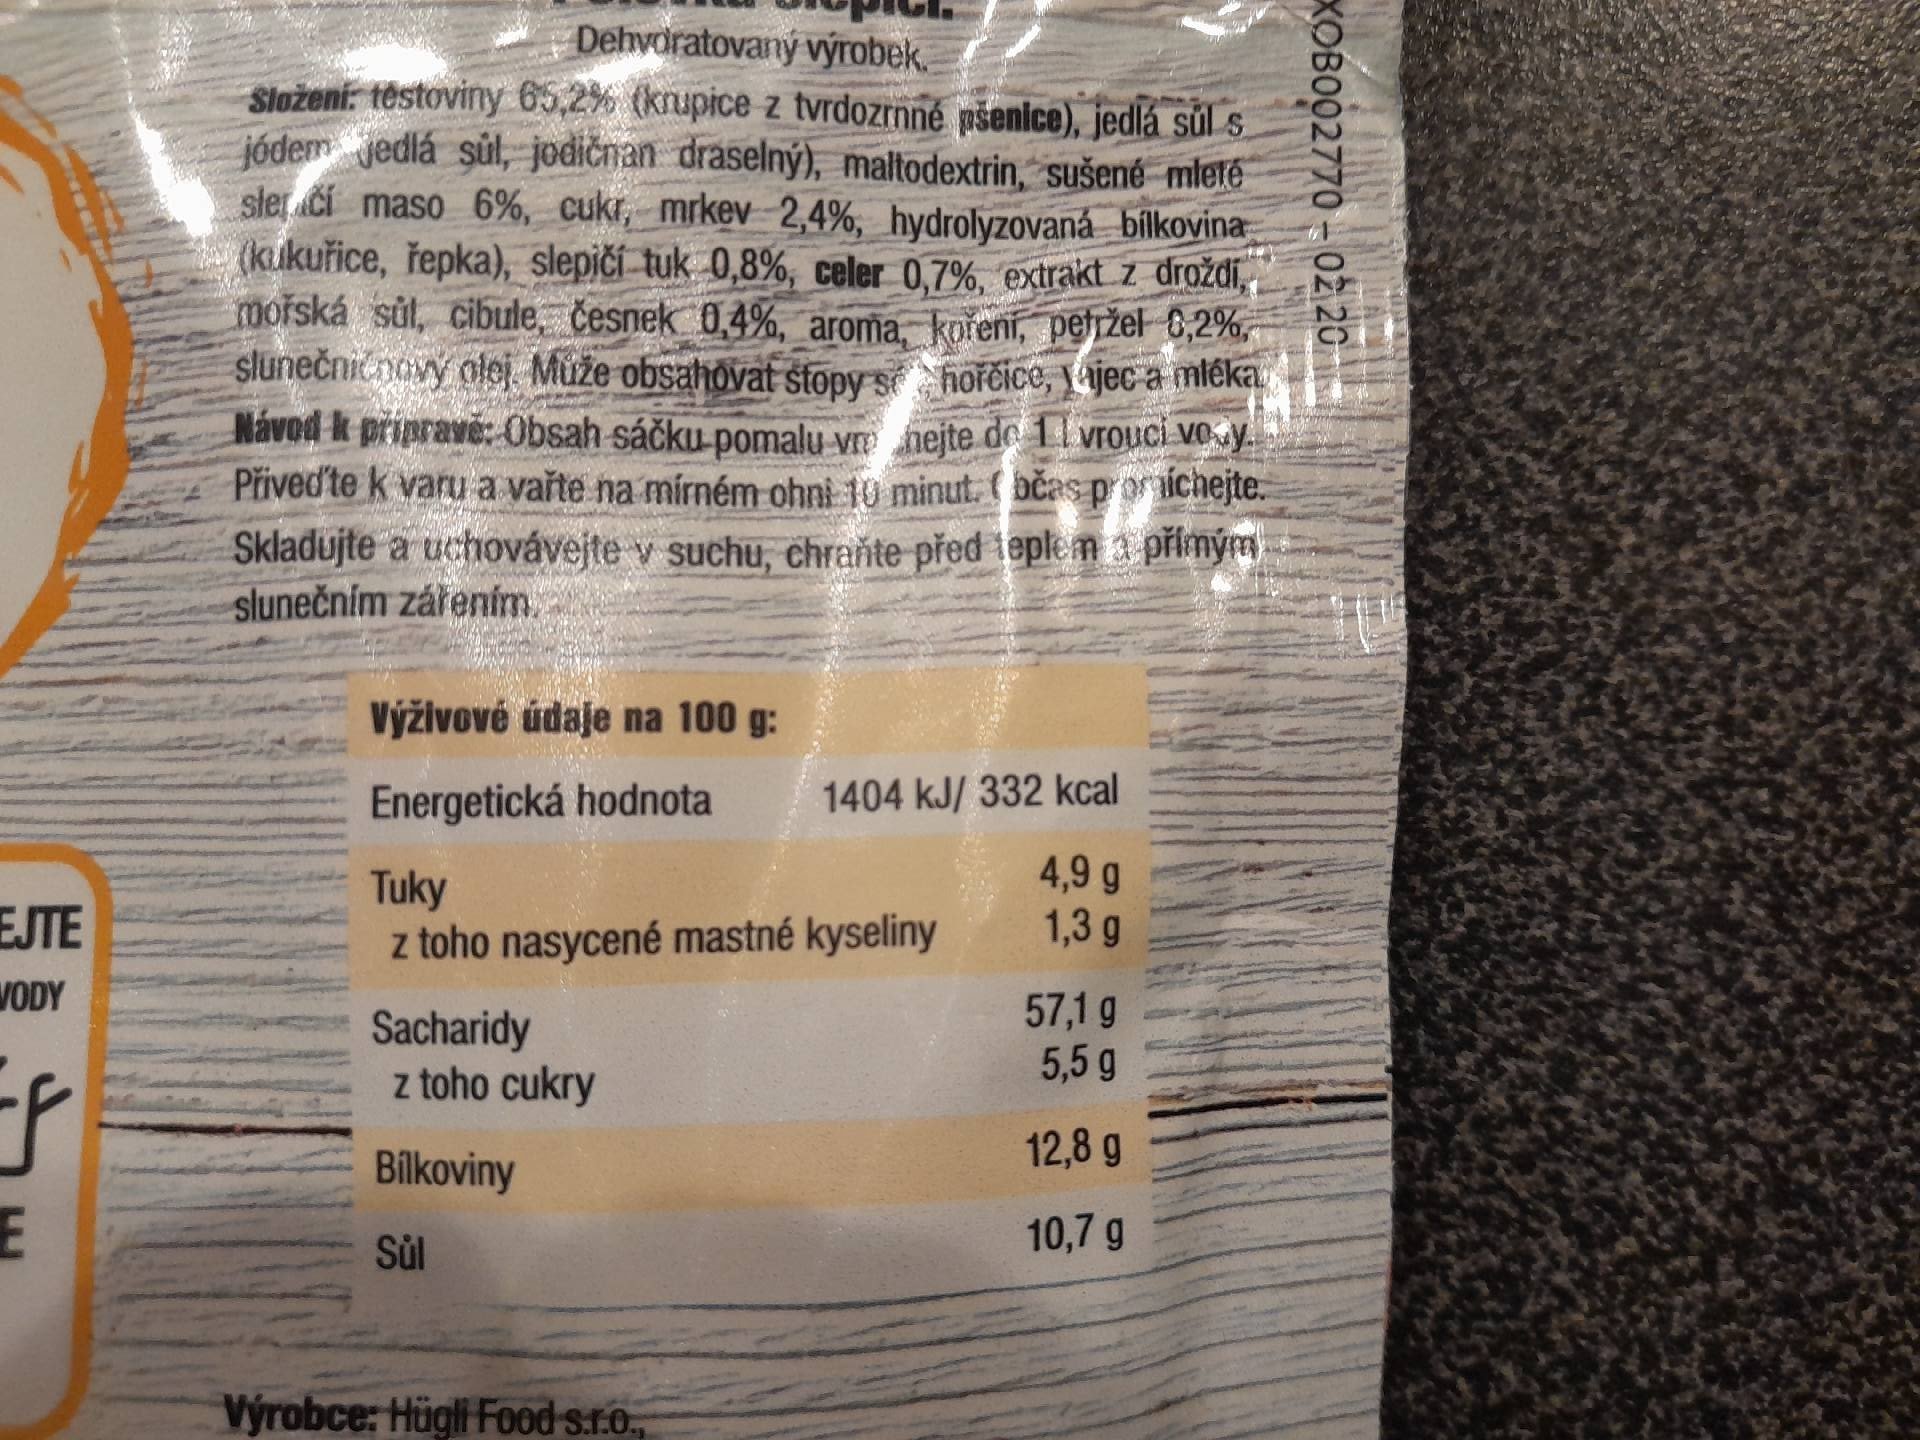 slepičí.
Dehydratovaný výrobek.
Složení: těstoviny 65,2% (krupice z tvrdozrnné pšenice), jedlá sůl s
jódem (jedlá sůl, jodičnan draselný), maltodextrin, sušené mleté
slepičí maso 6%, cukr, mrkev 2,4%, hydrolyzovaná bílkovina
(kukuřice, řepka), slepičí tuk 0,8%, celer 0,7%, extrakt z droždí,
mořská sůl, cibule, česnek 0,4%, aroma, koření, petržel 0,2%,
slunečnicový olej. Může obsahovat stopy hořčice, vajec a mléka.
Návod k přípravě: Obsah sáčku pomalu vmíchejte do 1 l vroucí vody.
Přiveďte k varu a vařte na mírném ohni 10 minut. Občas promíchejte.
Skladujte a uchovávejte v suchu, chraňte před teplem a přímým
slunečním zářením.
Výživové údaje na 100 g:
Energetická hodnota 1404 kJ/ 332 kcal
Tuky 4,9 g
z toho nasycené mastné kyseliny 1,3 g
Sacharidy 57,1 g
z toho cukry 5,5 g
Bílkoviny 12,8 g
Sůl 10,7 g
Výrobce: Hügli Food s.r.o.,
XOB002770 - 02/20
EJTE
VODY
E